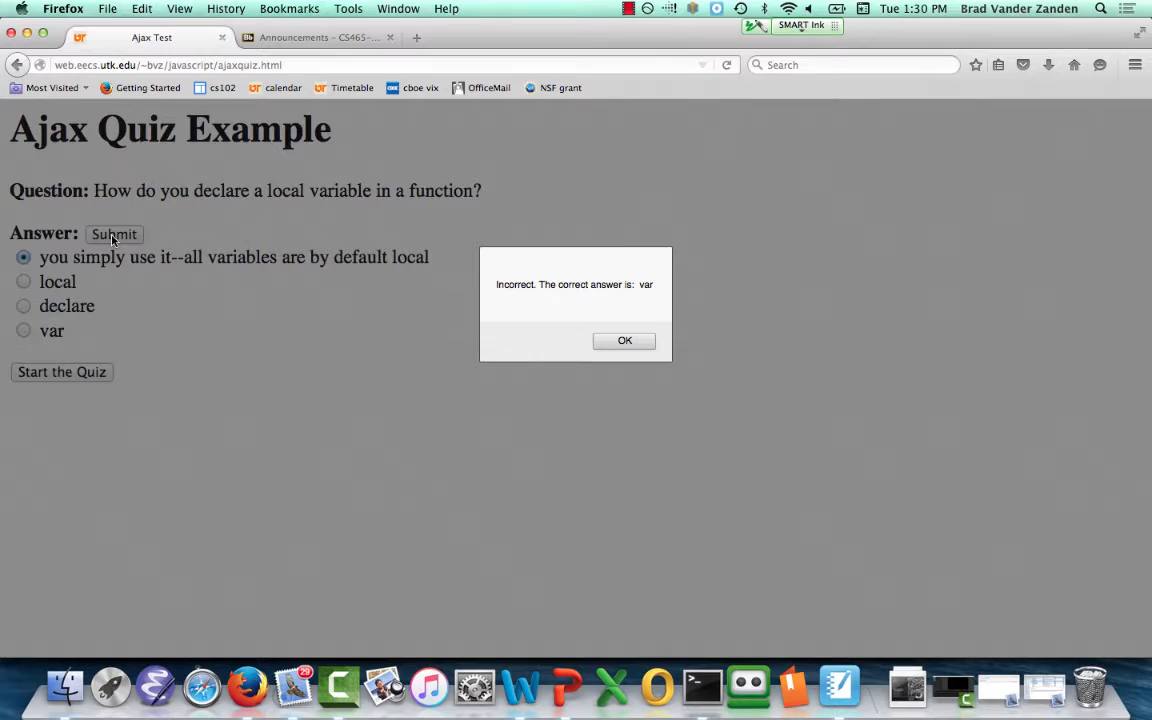 Firefox File Edit View History Bookmarks Tools Window Help Tue 1:30 PM Brad Vander Zanden
SMART Ink
Ajax Test Announcements – CS465-...
web.eecs.utk.edu/~bvz/javascript/ajaxquiz.html Search
Most Visited Getting Started cs102 calendar Timetable cboe vix OfficeMail NSF grant
Ajax Quiz Example
Question: How do you declare a local variable in a function?
Answer: Submit
you simply use it--all variables are by default local
local
declare
var
Start the Quiz
Incorrect. The correct answer is: var
OK
29